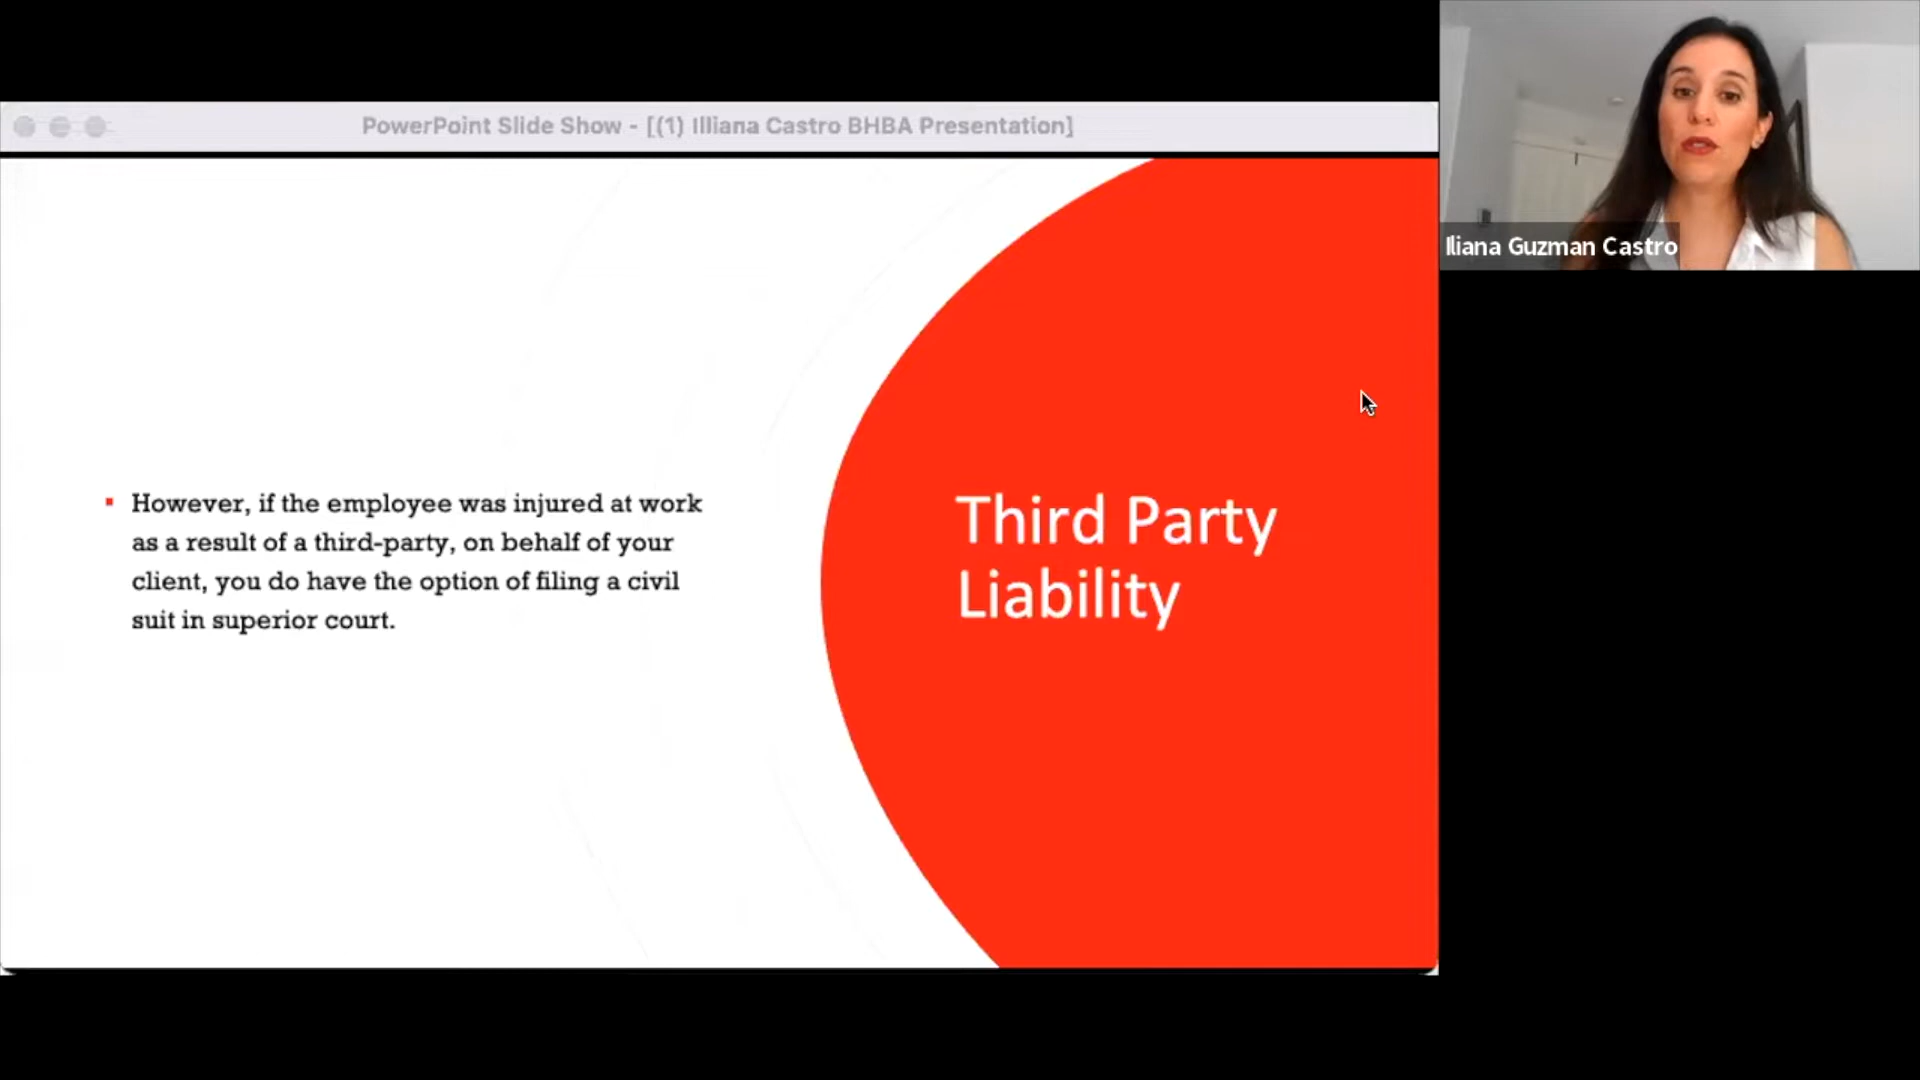 PowerPoint Slide Show - [(1) Illiana Castro BHBA Presentation]
Iliana Guzman Castro
However, if the employee was injured at work
as a result of a third-party, on behalf of your
client, you do have the option of filing a civil
suit in superior court.
Third Party
Liability